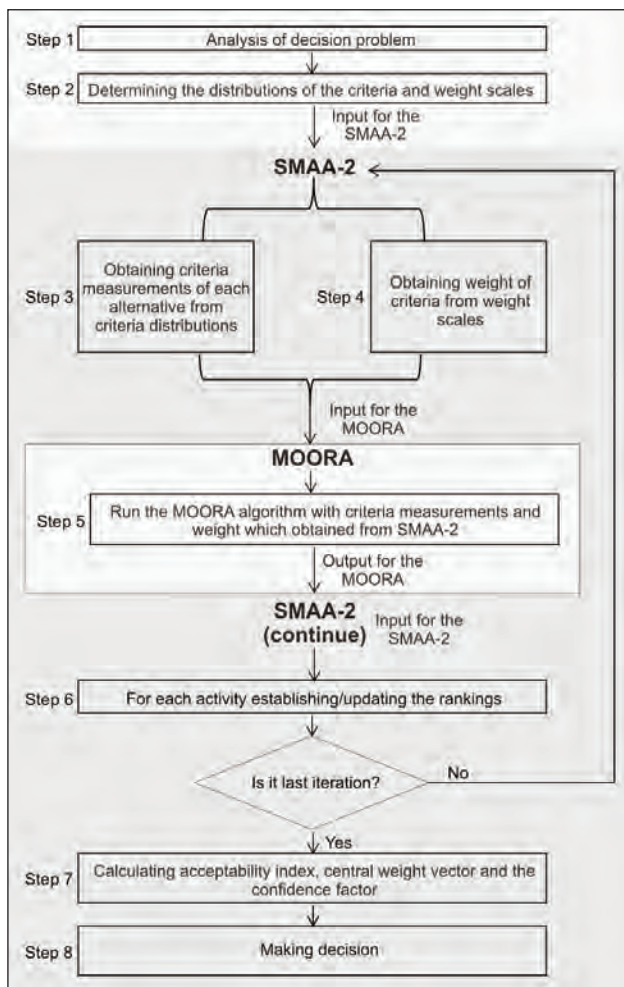 Step 1
Analysis of decision problem
Step 2
Determining the distributions of the criteria and weight scales
Input for the
SMAA-2
SMAA-2
Step 3
Obtaining criteria
measurements of each
alternative from
criteria distributions
Step 4
Obtaining weight of
criteria from weight
scales
Input for the
MOORA
MOORA
Step 5
Run the MOORA algorithm with criteria measurements and
weight which obtained from SMAA-2
Output for the
MOORA
SMAA-2
(continue)
Input for the
SMAA-2
Step 6
For each activity establishing/updating the rankings
Is it last iteration?
No
Yes
Step 7
Calculating acceptability index, central weight vector and the
confidence factor
Step 8
Making decision